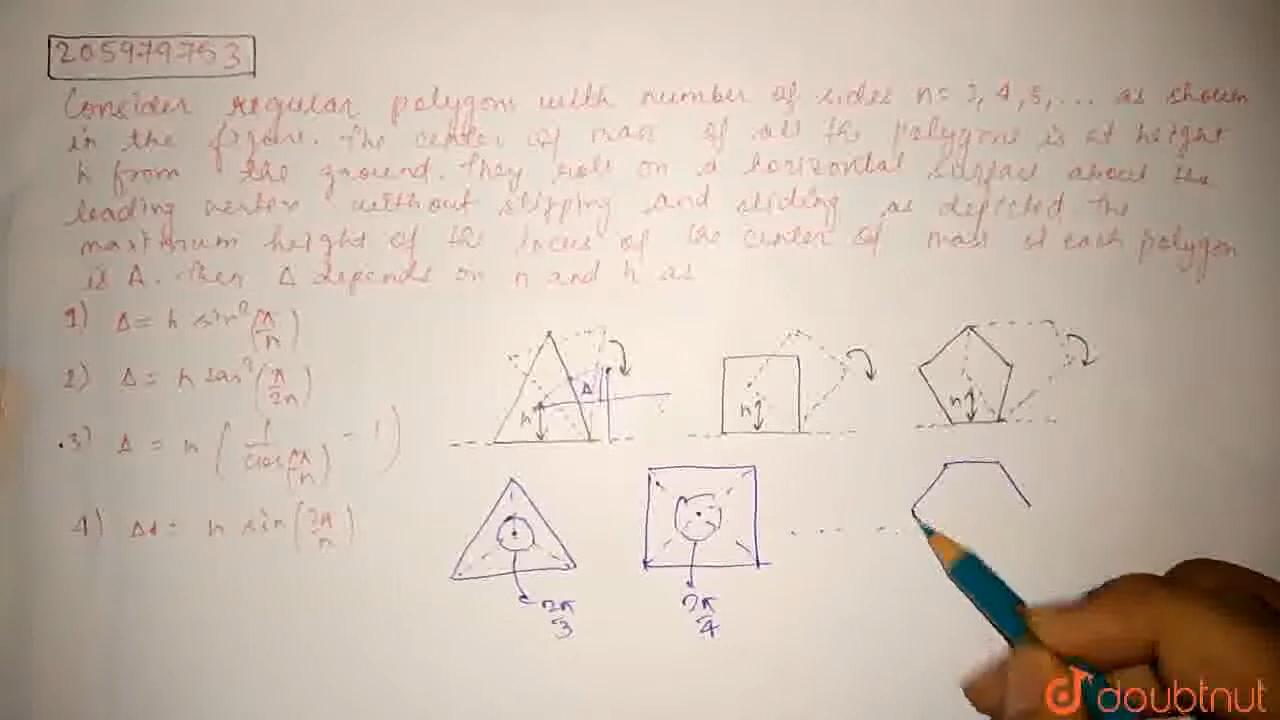 205979753
Consider regular polygons with number of sides n = 3, 4, 5, ... as shown
in the figure. The center of mass of all the polygons is at height
h from the ground. They roll on a horizontal surface about the
leading vertex without slipping and sliding as depicted. The
maximum height of the locus of the center of mass of each polygon
is Δ. Then Δ depends on n and h as
1) Δ = h sin²(π/n)
2) Δ = h tan²(π/2n)
3) Δ = h (1/cos(π/n) - 1)
4) Δ = h sin(2π/n)
h
Δ
h
h
2π/3
2π/4
doubtnut